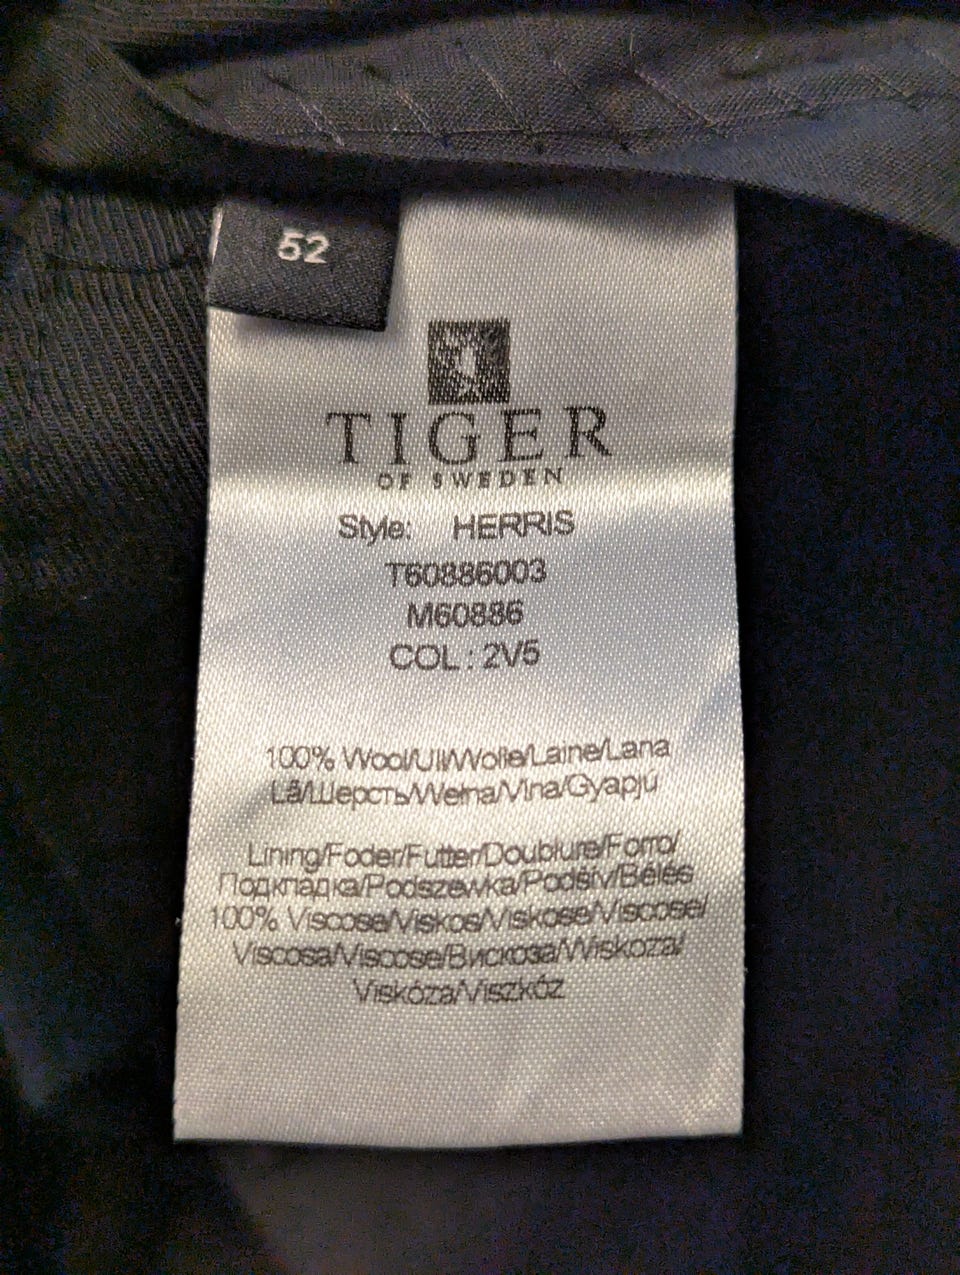 52
TIGER
OF SWEDEN
Style: HERRIS
T60886003
M60886
COL : 2V5
100% Wool/Ull/Wolle/Laine/Lana
Lã/Шерсть/Wełna/Vlna/Gyapjú
Lining/Foder/Futter/Doublure/Forro/
Подкладка/Podszewka/Podšív/Bélés
100% Viscose/Viskos/Viskose/Viscose/
Viscosa/Viscose/Вискоза/Wiskoza/
Viskóza/Viszkóz